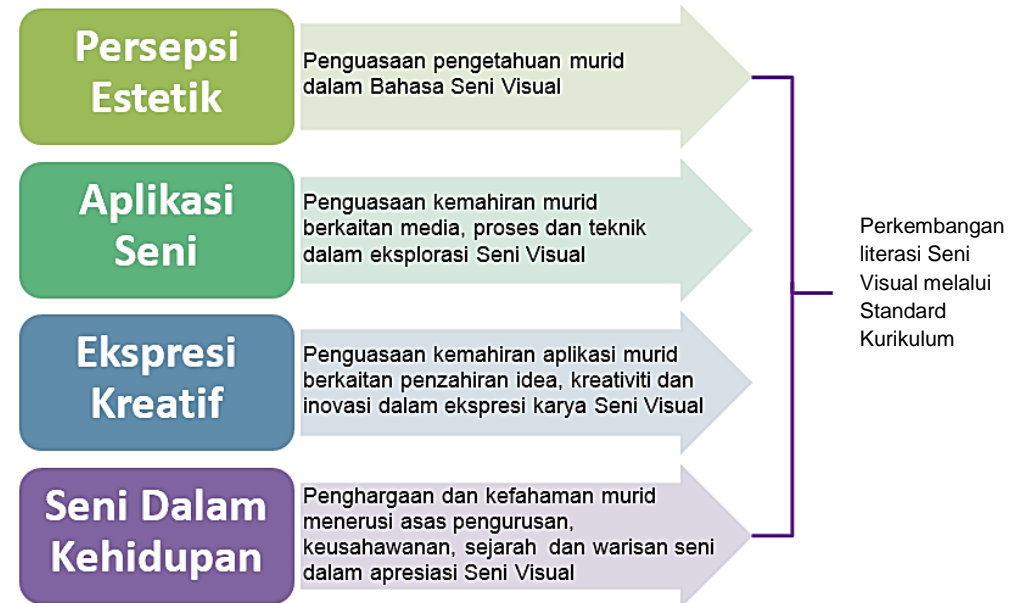 Persepsi
Estetik
Penguasaan pengetahuan murid
dalam Bahasa Seni Visual
Aplikasi
Seni
Penguasaan kemahiran murid
berkaitan media, proses dan teknik
dalam eksplorasi Seni Visual
Ekspresi
Kreatif
Penguasaan kemahiran aplikasi murid
berkaitan penzahiran idea, kreativiti dan
inovasi dalam ekspresi karya Seni Visual
Seni Dalam
Kehidupan
Penghargaan dan kefahaman murid
menerusi asas pengurusan,
keusahawanan, sejarah dan warisan seni
dalam apresiasi Seni Visual
Perkembangan
literasi Seni
Visual melalui
Standard
Kurikulum